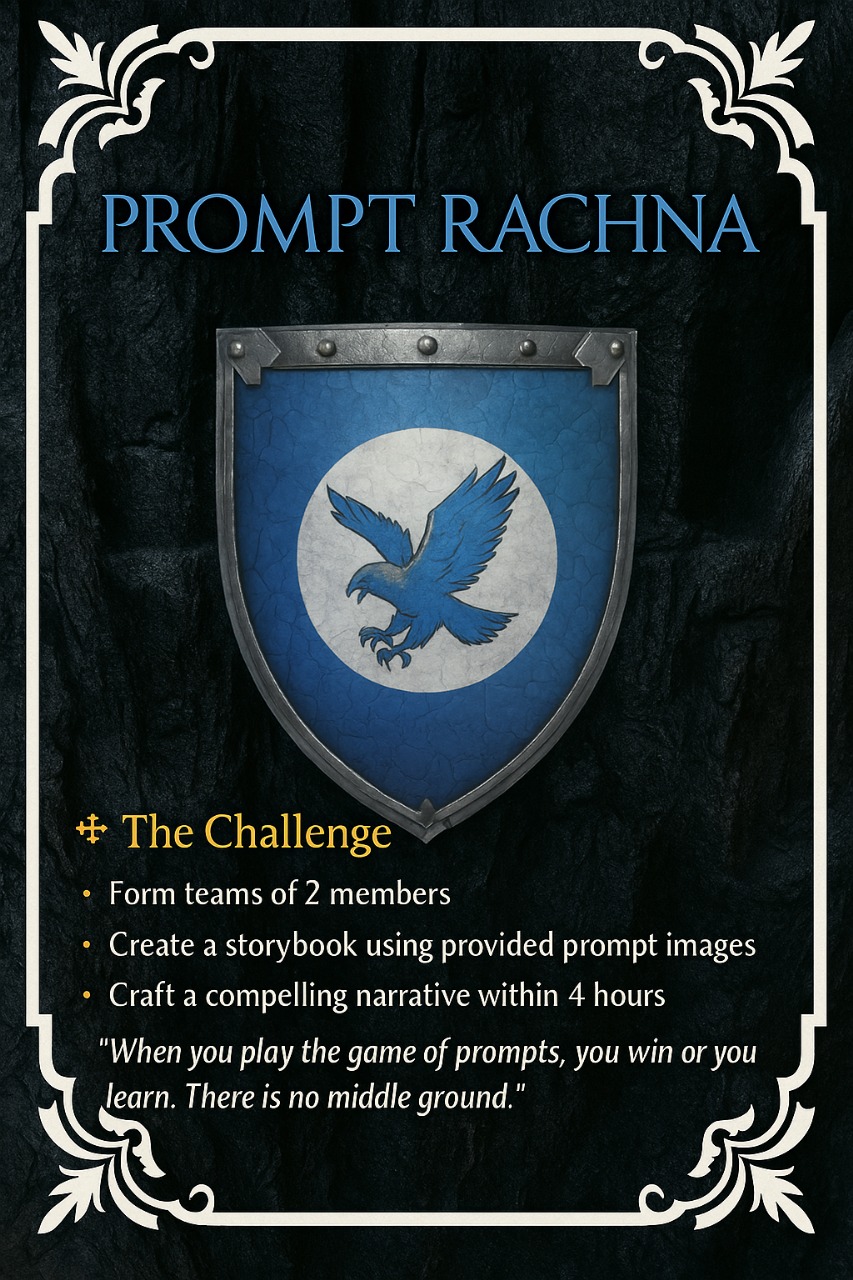 PROMPT RACHNA
The Challenge
• Form teams of 2 members
• Create a storybook using provided prompt images
• Craft a compelling narrative within 4 hours
"When you play the game of prompts, you win or you
learn. There is no middle ground."